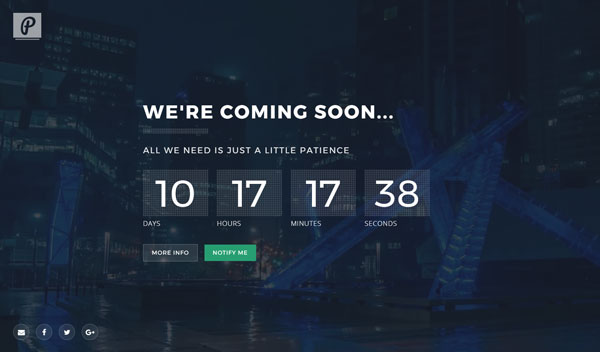 P
WE'RE COMING SOON...
ALL WE NEED IS JUST A LITTLE PATIENCE
10 17 17 38
DAYS HOURS MINUTES SECONDS
MORE INFO NOTIFY ME
f G+